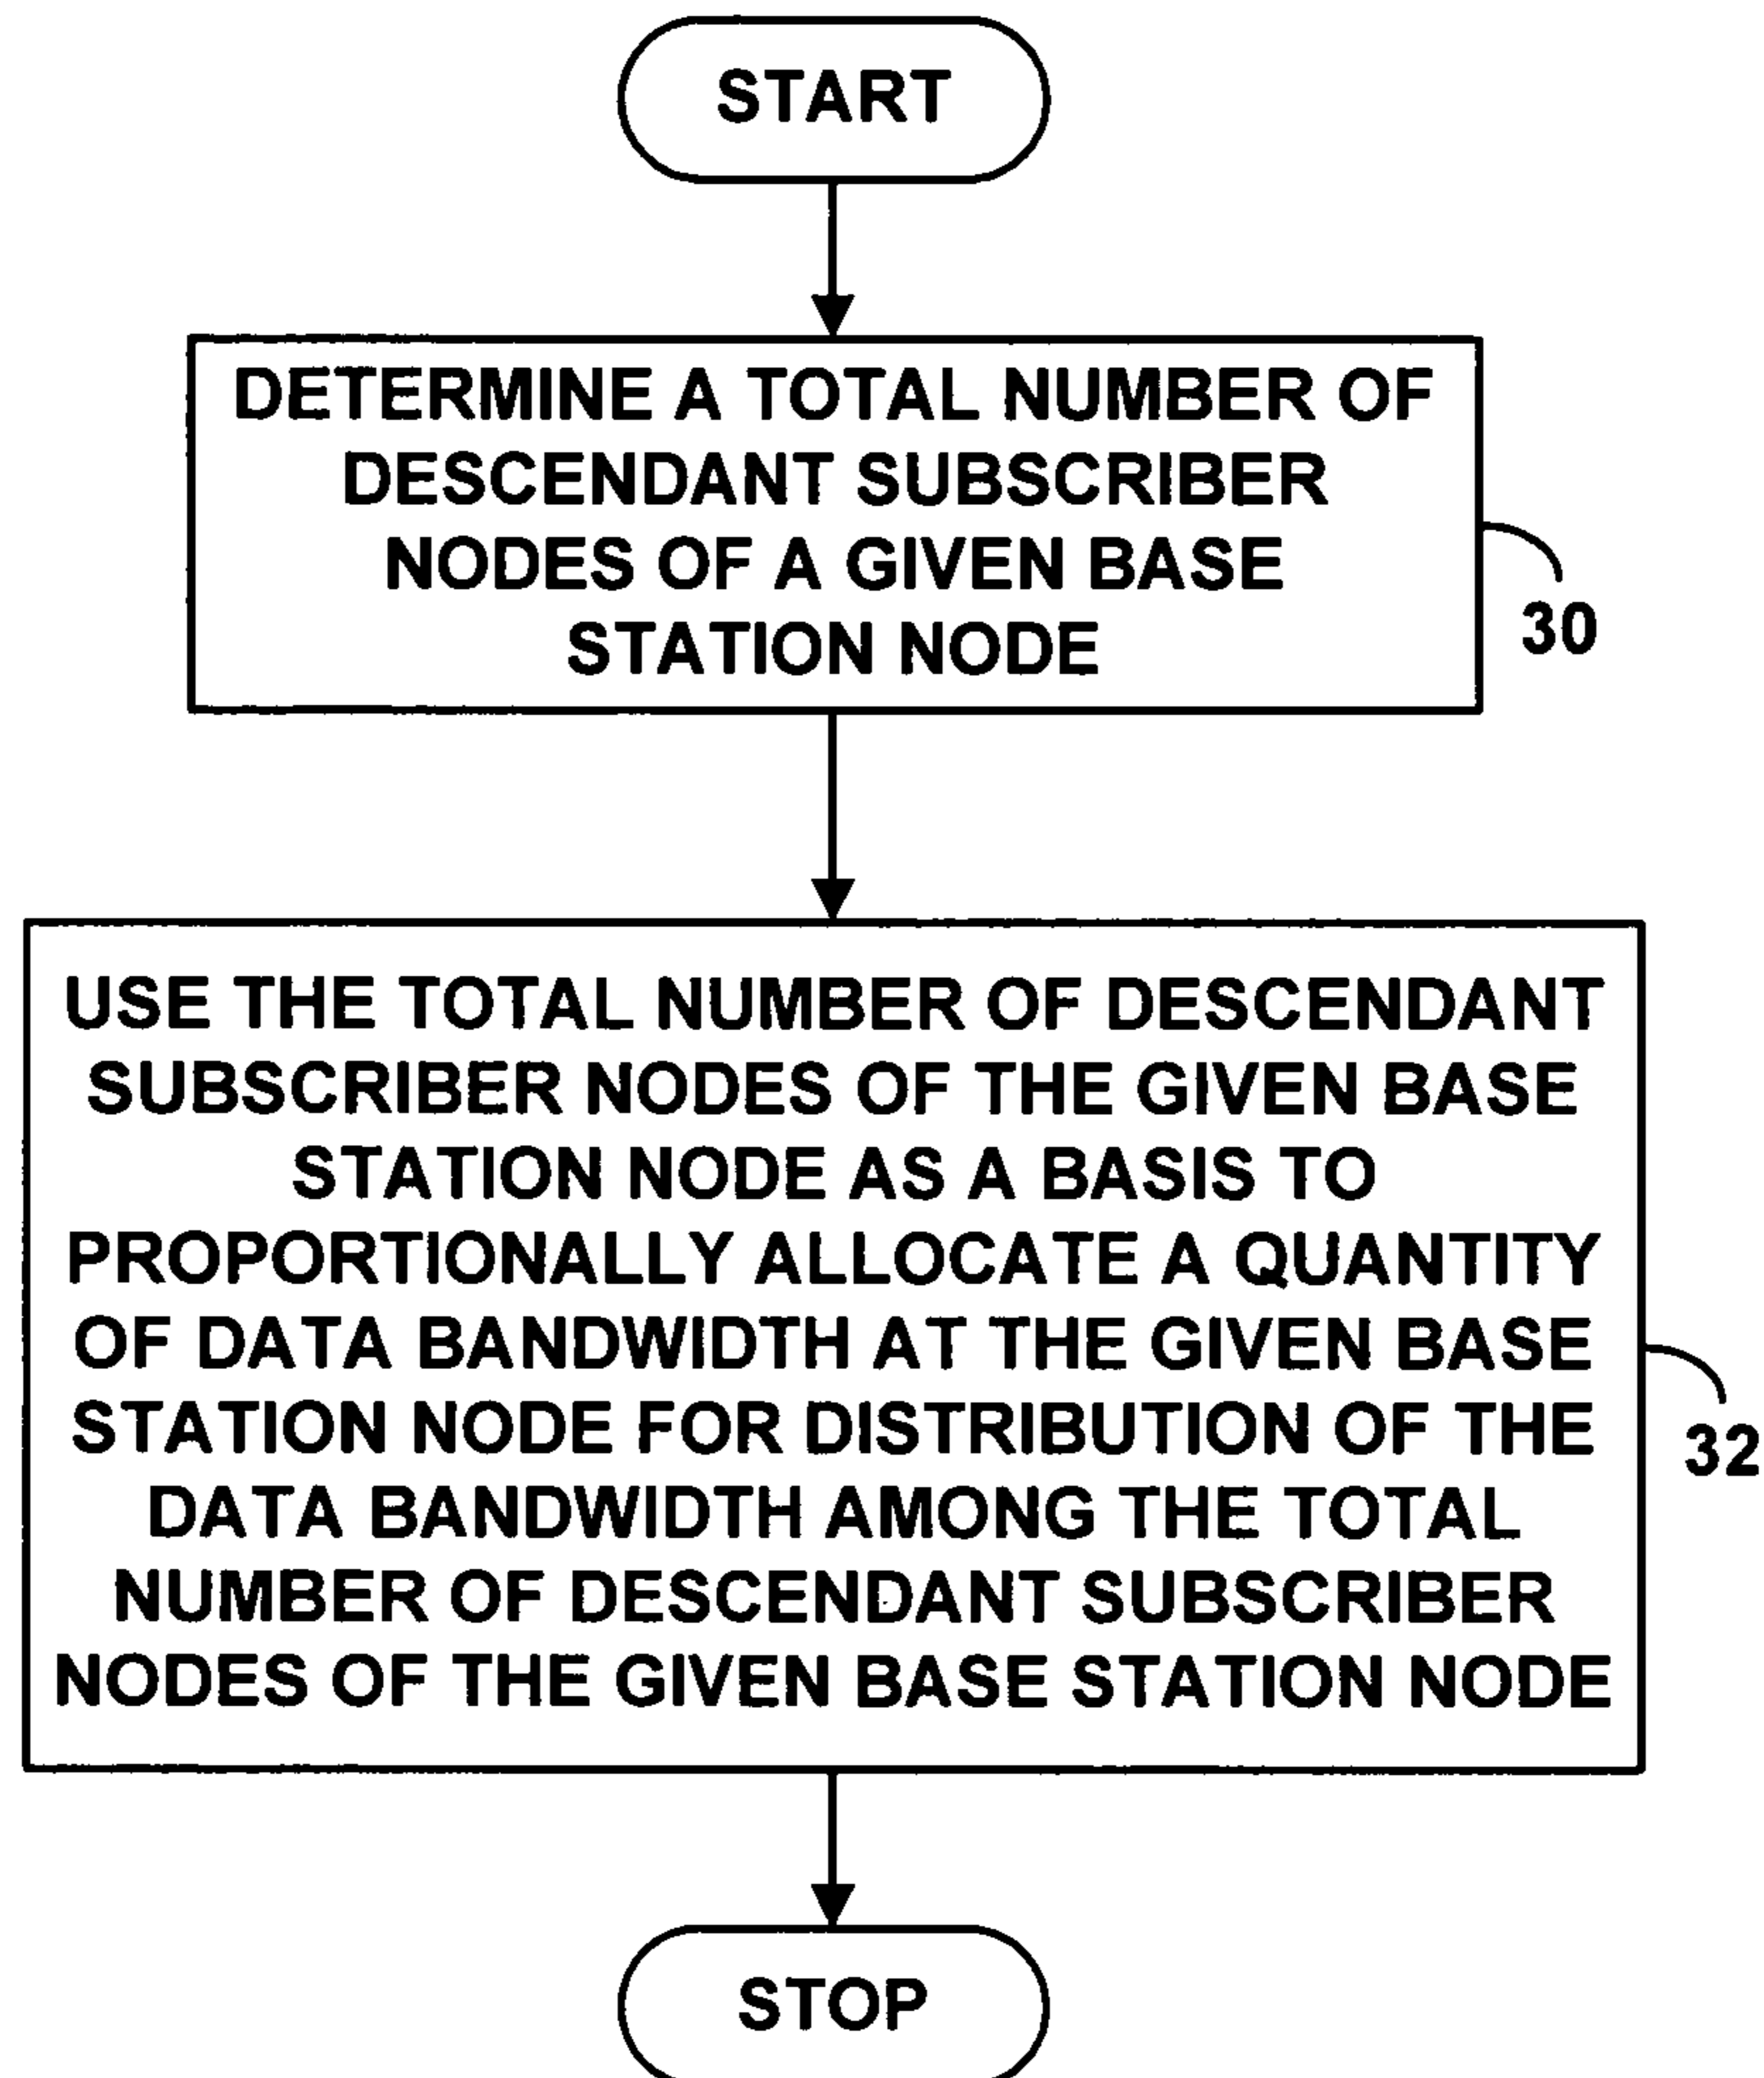 START
DETERMINE A TOTAL NUMBER OF
DESCENDANT SUBSCRIBER
NODES OF A GIVEN BASE
STATION NODE
30
USE THE TOTAL NUMBER OF DESCENDANT
SUBSCRIBER NODES OF THE GIVEN BASE
STATION NODE AS A BASIS TO
PROPORTIONALLY ALLOCATE A QUANTITY
OF DATA BANDWIDTH AT THE GIVEN BASE
STATION NODE FOR DISTRIBUTION OF THE
DATA BANDWIDTH AMONG THE TOTAL
NUMBER OF DESCENDANT SUBSCRIBER
NODES OF THE GIVEN BASE STATION NODE
32
STOP